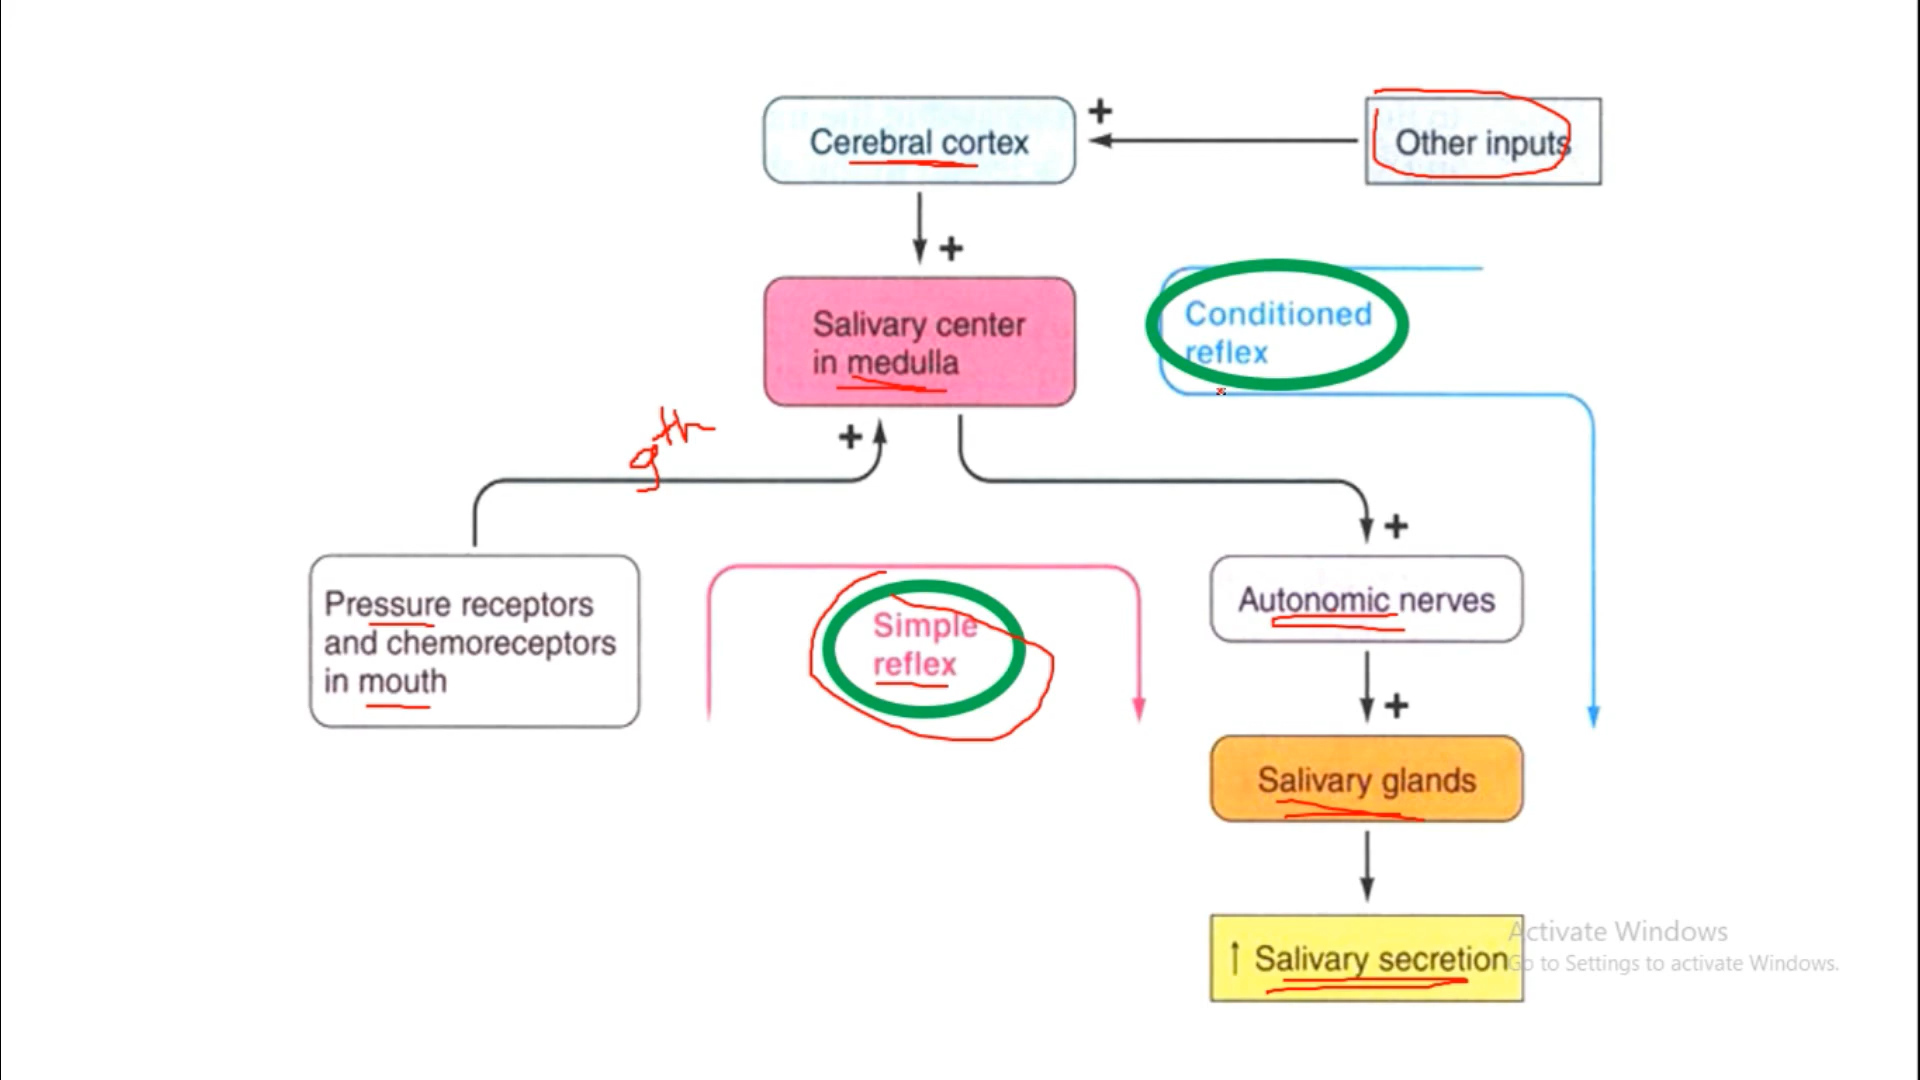 Cerebral cortex
+
Other inputs
+
Salivary center
in medulla
Conditioned
reflex
9th
+
+
Pressure receptors
and chemoreceptors
in mouth
Simple
reflex
Autonomic nerves
+
Salivary glands
↑ Salivary secretion
Activate Windows
Go to Settings to activate Windows.